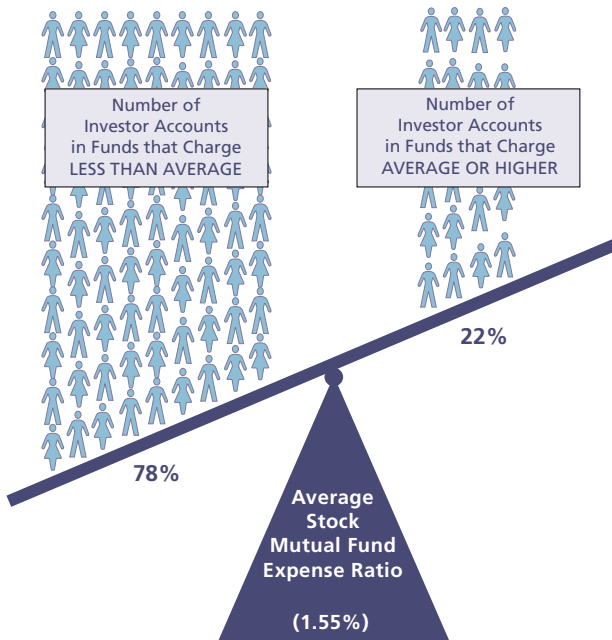 Number of
Investor Accounts
in Funds that Charge
LESS THAN AVERAGE
Number of
Investor Accounts
in Funds that Charge
AVERAGE OR HIGHER
22%
78%
Average
Stock
Mutual Fund
Expense Ratio
(1.55%)